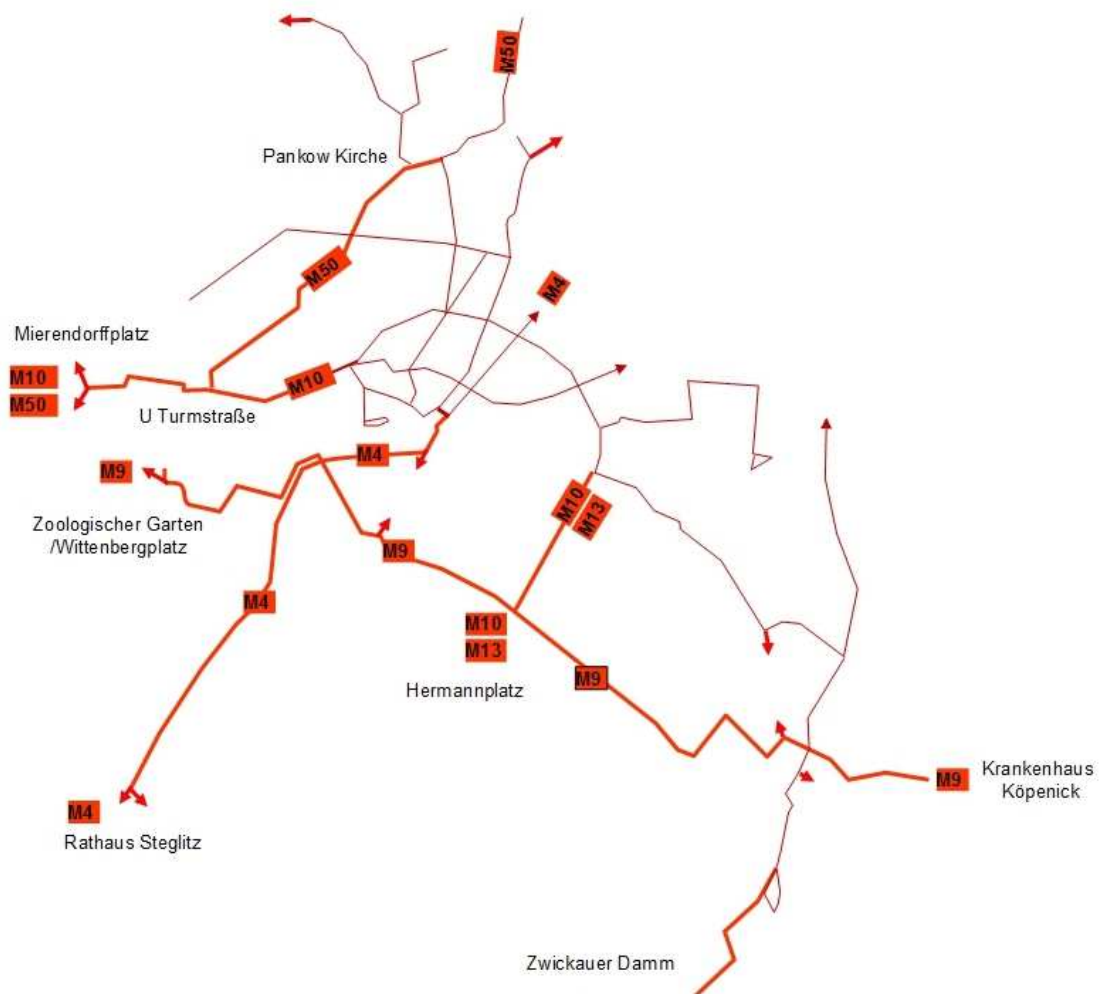 M50
Pankow Kirche
M50
M4
Mierendorffplatz
M10
M50
M10
U Turmstraße
M4
M9
Zoologischer Garten
/Wittenbergplatz
M10
M13
M9
M4
M10
M13
Hermannplatz
M9
Krankenhaus
Köpenick
M9
M4
Rathaus Steglitz
Zwickauer Damm